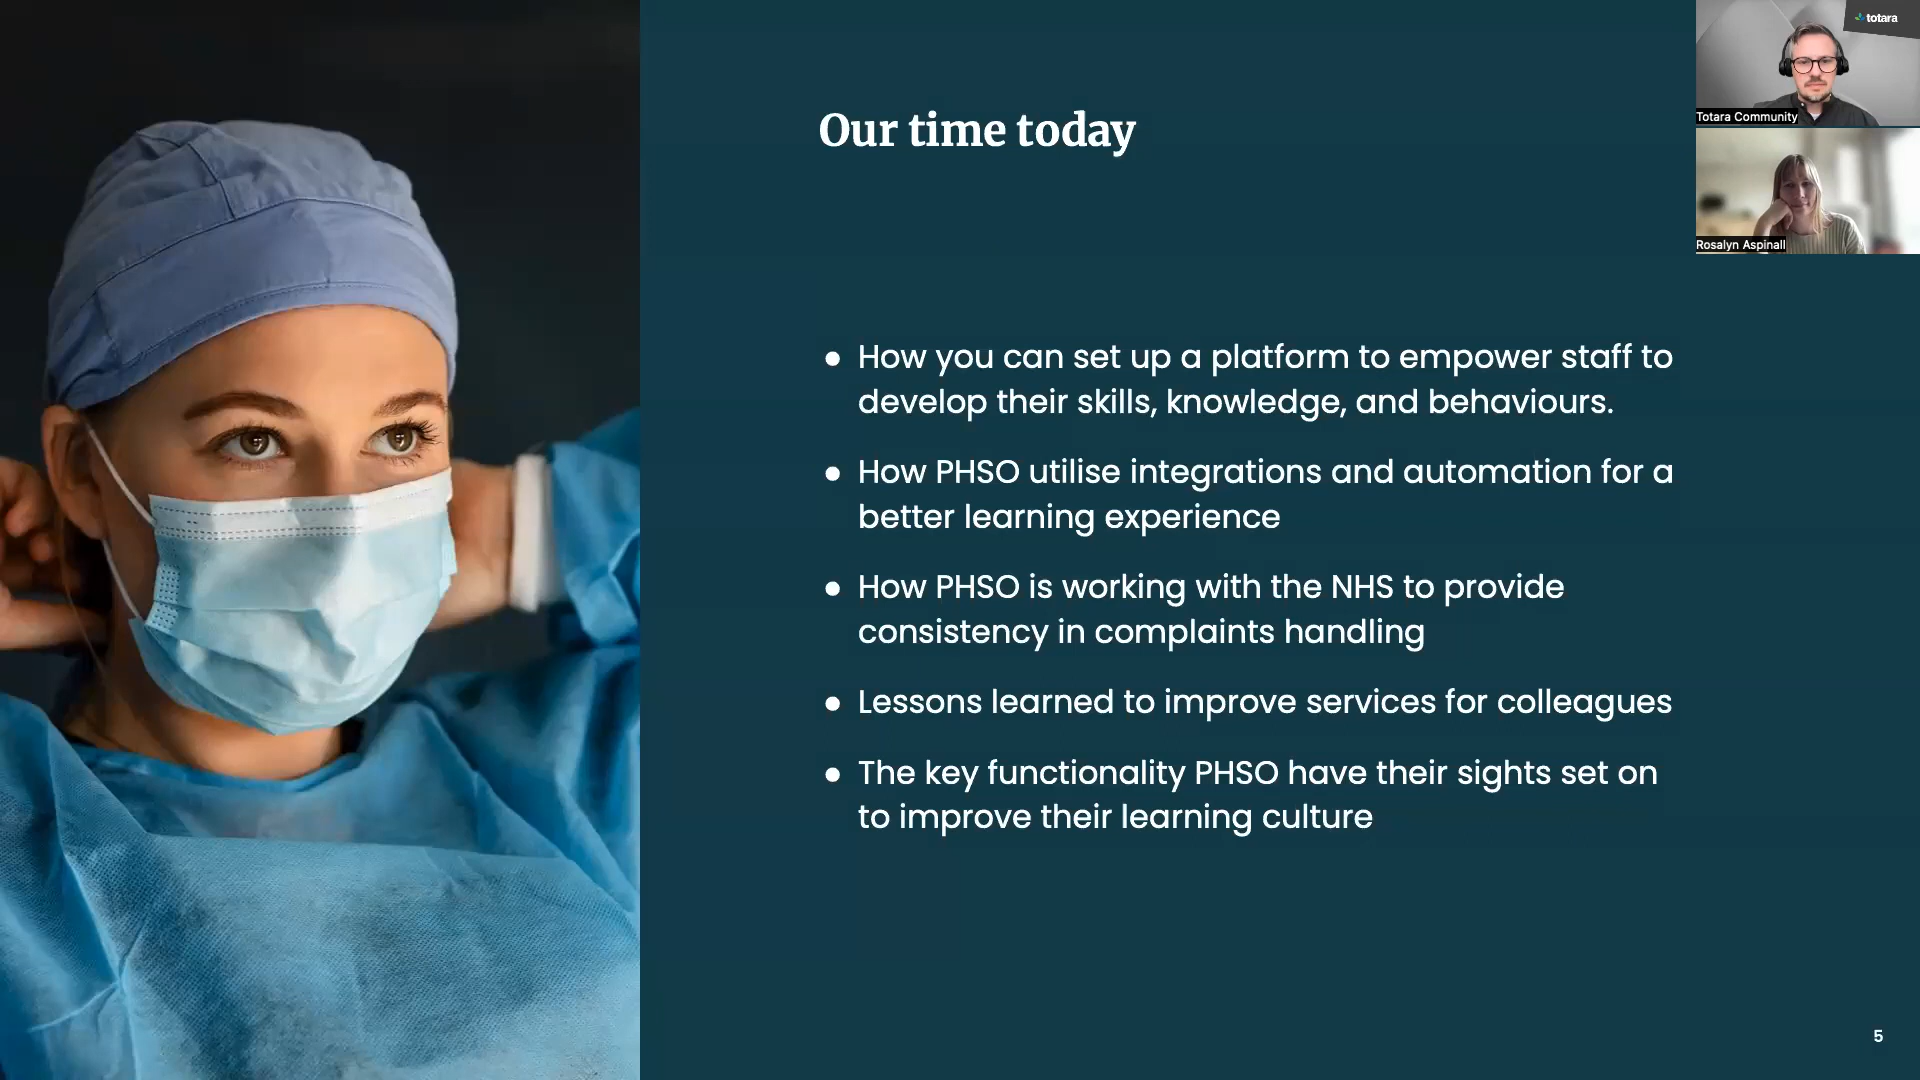 totara
Totara Community
Rosalyn Aspinall
Our time today
● How you can set up a platform to empower staff to
develop their skills, knowledge, and behaviours.
● How PHSO utilise integrations and automation for a
better learning experience
● How PHSO is working with the NHS to provide
consistency in complaints handling
● Lessons learned to improve services for colleagues
● The key functionality PHSO have their sights set on
to improve their learning culture
5